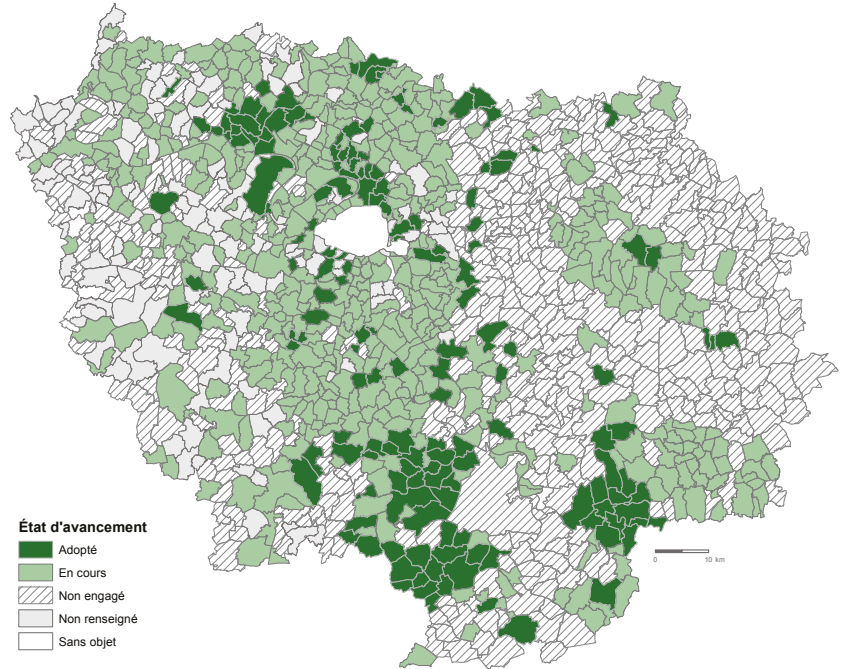 État d'avancement
Adopté
En cours
Non engagé
Non renseigné
Sans objet
0 10 km